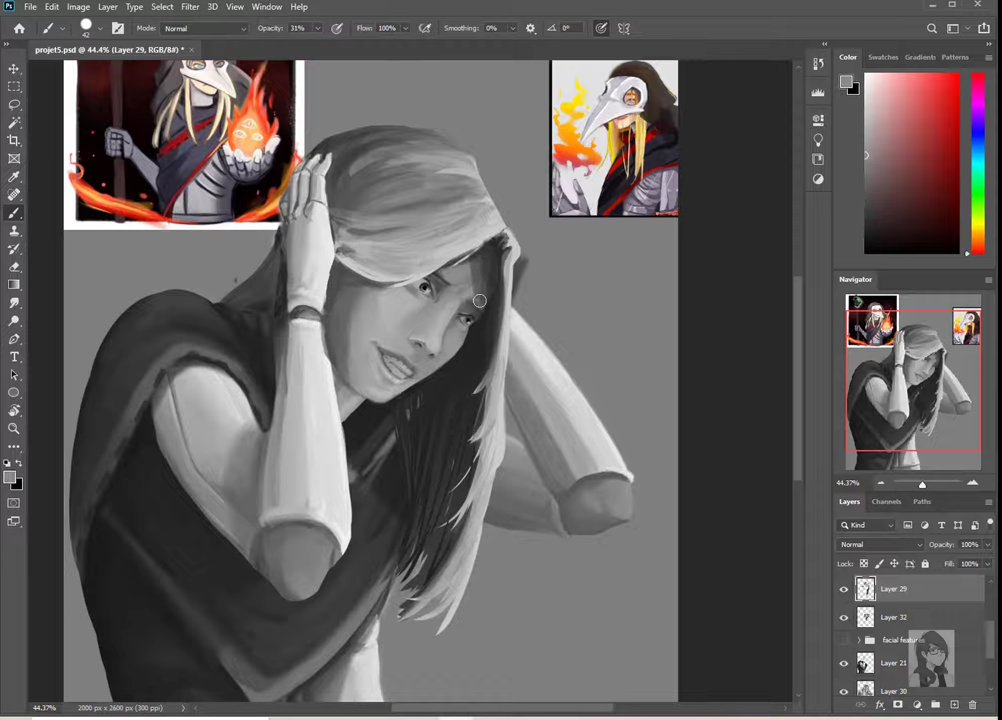 File Edit Image Layer Type Select Filter 3D View Window Help
42 Mode: Normal Opacity: 31% Flow: 100% Smoothing: 0% 0°
projet5.psd @ 44.4% (Layer 29, RGB/8#) *
Color Swatches Gradients Patterns
Navigator
44.37%
Layers Channels Paths
Kind
Normal Opacity: 100%
Lock: Fill: 100%
Layer 29
Layer 32
facial
Layer 21
Layer 30
44.37% 2000 px x 2600 px (300 ppi)